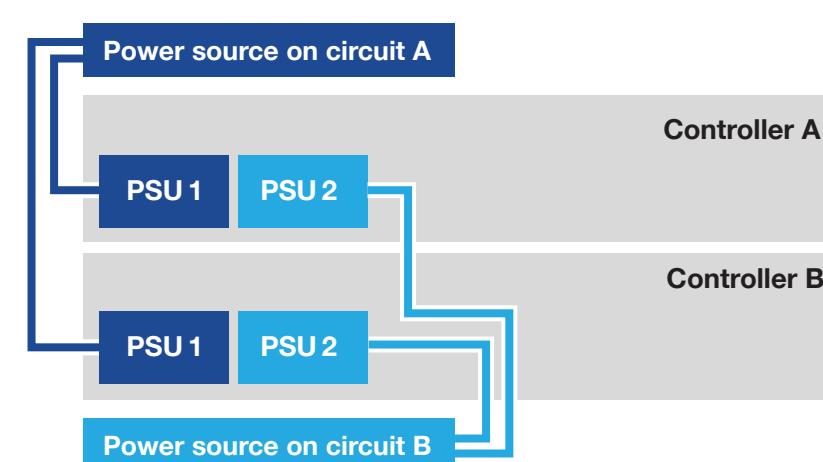 Power source on circuit A
Controller A
PSU 1
PSU 2
Controller B
PSU 1
PSU 2
Power source on circuit B